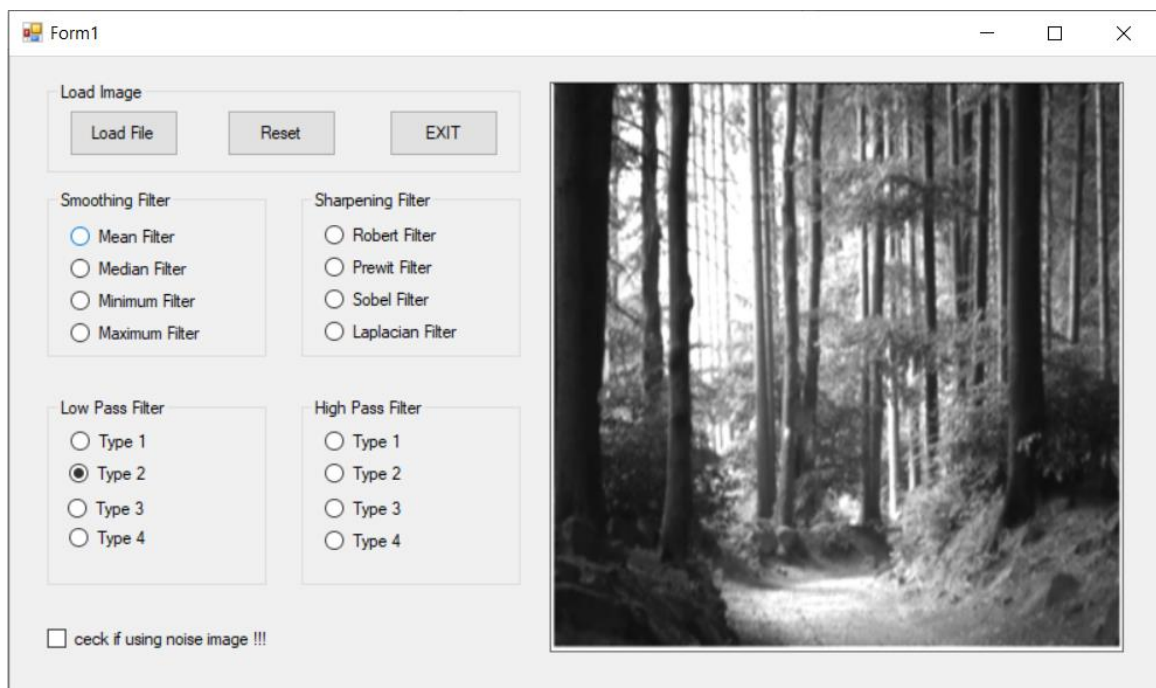 Form1
Load Image
Load File
Reset
EXIT
Smoothing Filter
Mean Filter
Median Filter
Minimum Filter
Maximum Filter
Sharpening Filter
Robert Filter
Prewit Filter
Sobel Filter
Laplacian Filter
Low Pass Filter
Type 1
Type 2
Type 3
Type 4
High Pass Filter
Type 1
Type 2
Type 3
Type 4
ceck if using noise image !!!